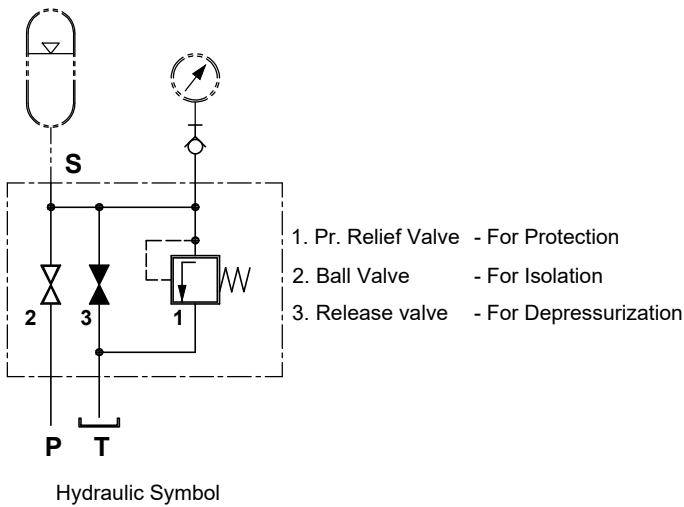 S
1. Pr. Relief Valve - For Protection
2. Ball Valve - For Isolation
3. Release valve - For Depressurization
2 3 1
P T
Hydraulic Symbol